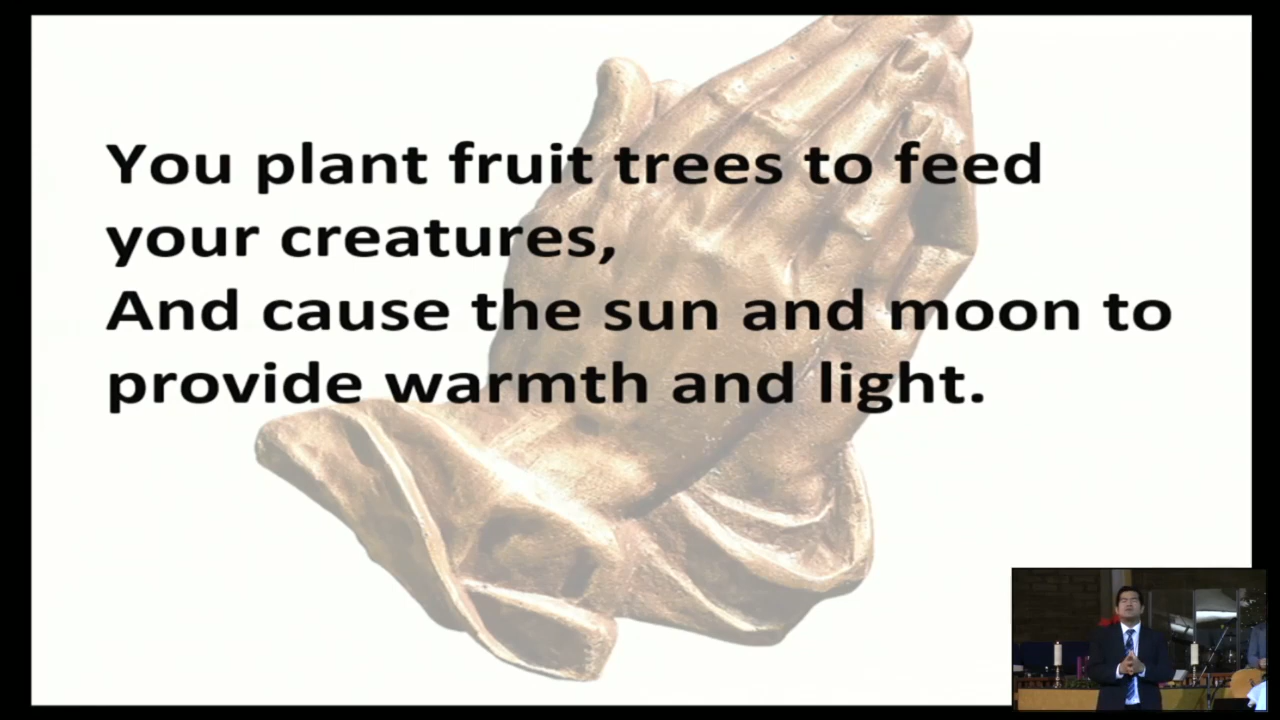 You plant fruit trees to feed
your creatures,
And cause the sun and moon to
provide warmth and light.